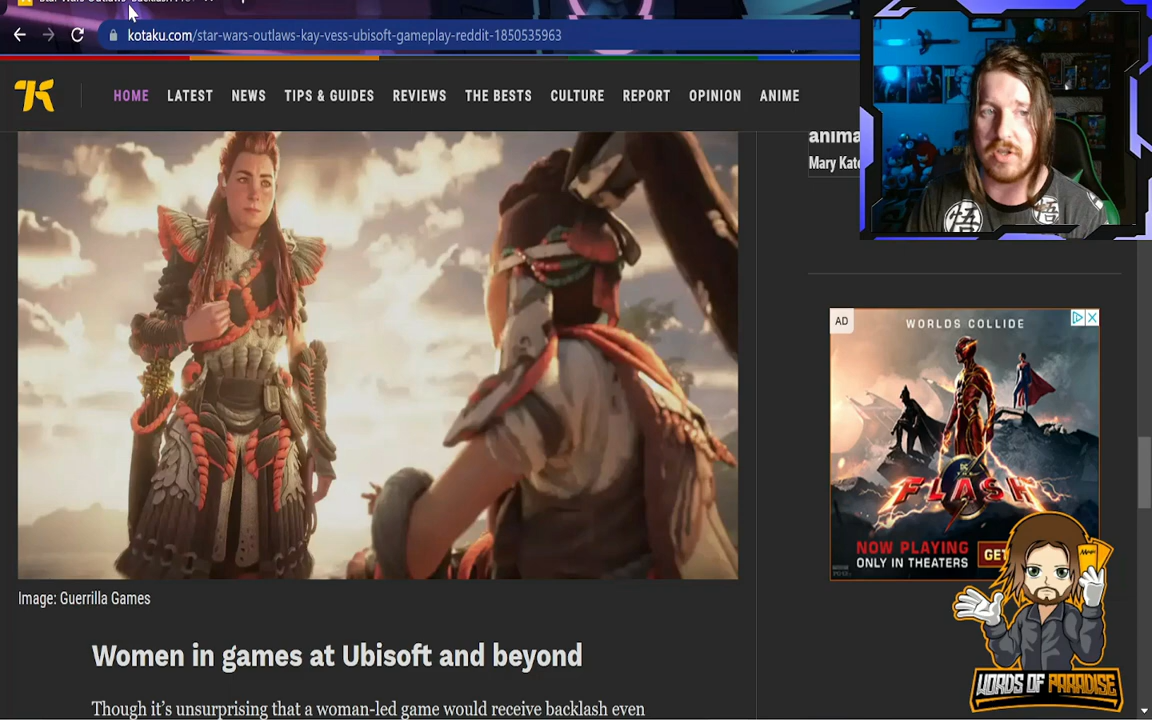 kotaku.com/star-wars-outlaws-kay-vess-ubisoft-gameplay-reddit-1850535963
K
HOME LATEST NEWS TIPS & GUIDES REVIEWS THE BESTS CULTURE REPORT OPINION ANIME
anima
Mary Kate
AD
WORLDS COLLIDE
DC
THE
FLASH
NOW PLAYING
ONLY IN THEATERS
GET
Image: Guerrilla Games
WORDS OF PARADISE
Women in games at Ubisoft and beyond
Though it's unsurprising that a woman-led game would receive backlash even